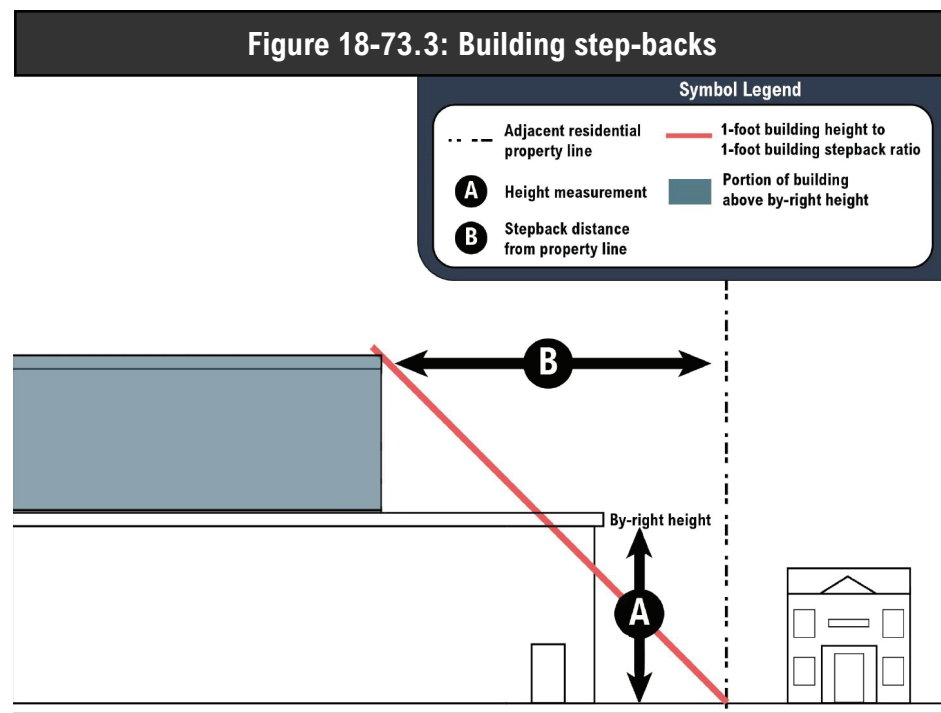 Figure 18-73.3: Building step-backs
Symbol Legend
Adjacent residential
property line
1-foot building height to
1-foot building stepback ratio
A
Height measurement
Portion of building
above by-right height
B
Stepback distance
from property line
B
By-right height
A